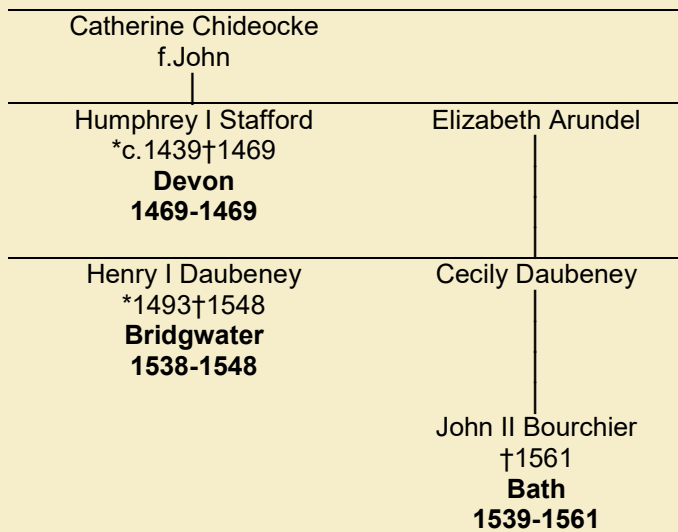 Catherine Chideocke
f.John
Humphrey I Stafford
*c.1439†1469
Devon
1469-1469
Elizabeth Arundel
Henry I Daubeney
*1493†1548
Bridgwater
1538-1548
Cecily Daubeney
John II Bourchier
†1561
Bath
1539-1561